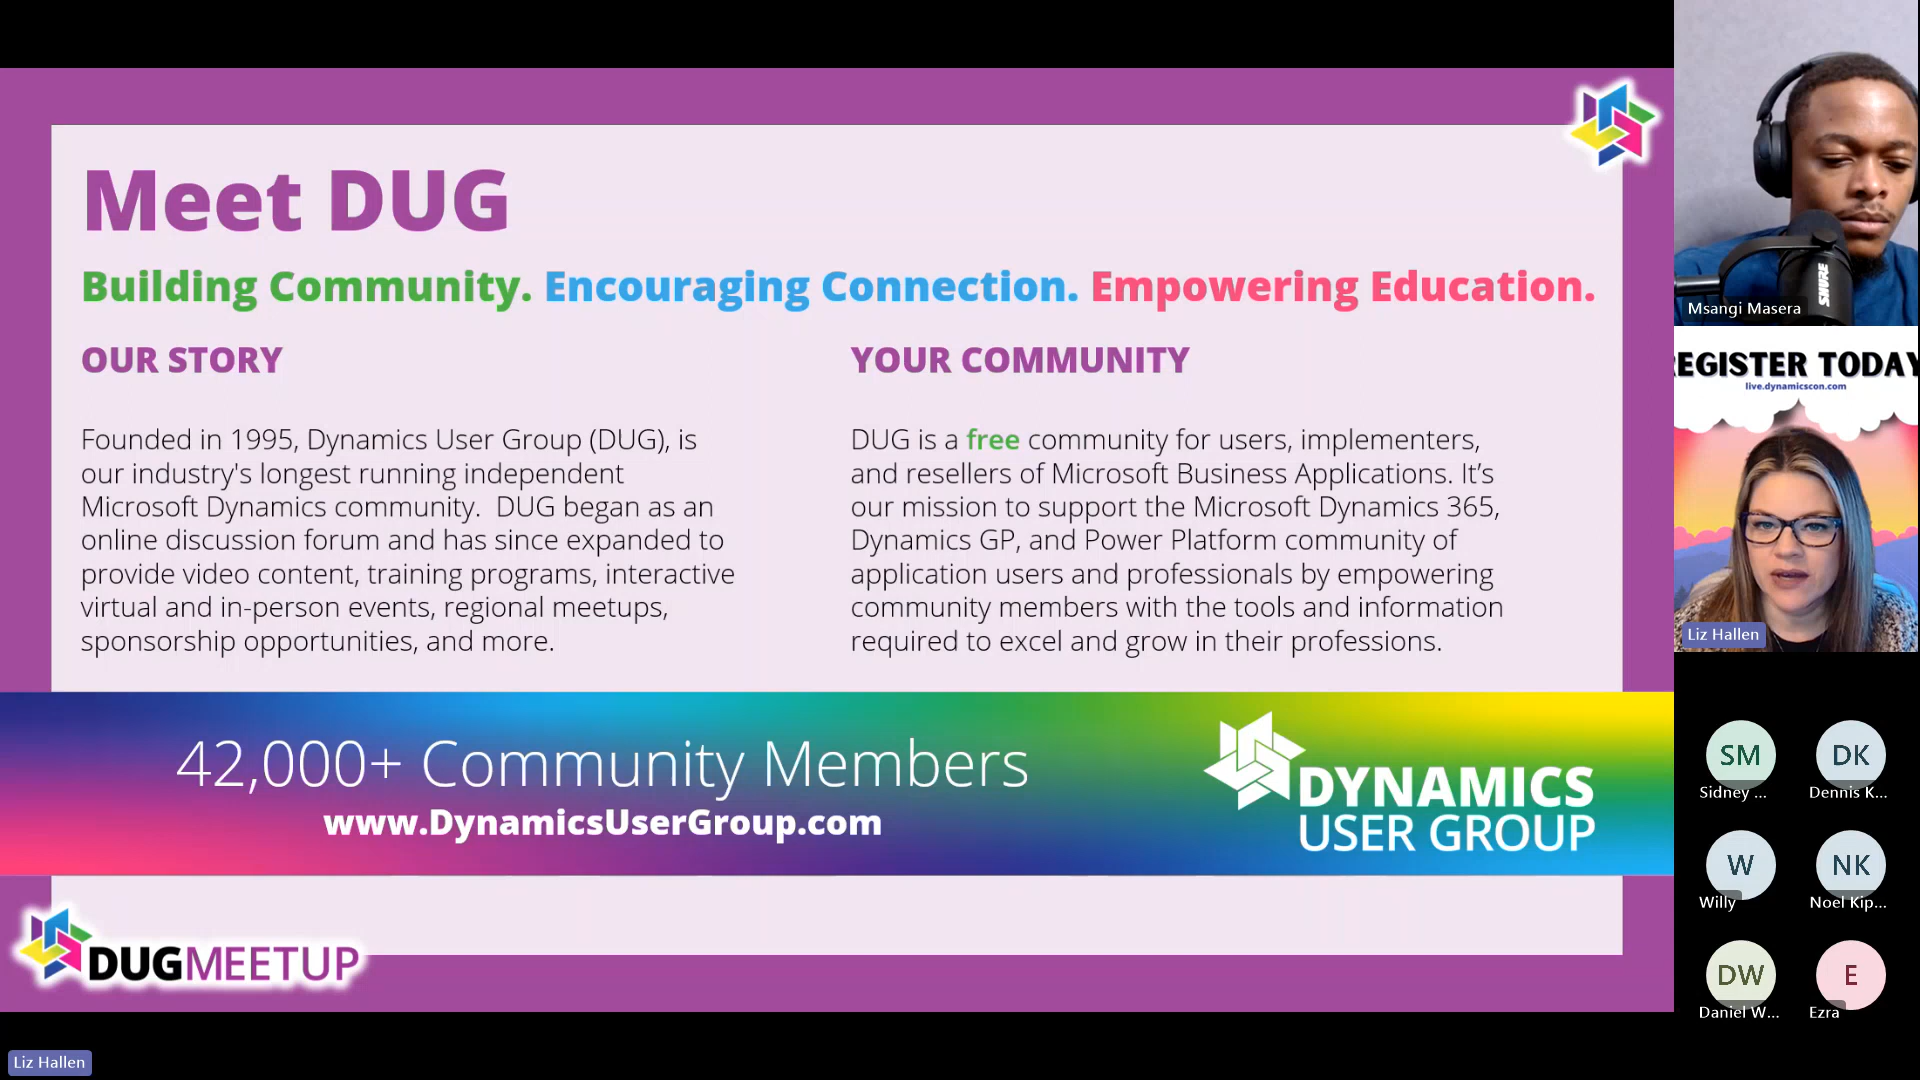 Meet DUG
Building Community. Encouraging Connection. Empowering Education.
OUR STORY
Founded in 1995, Dynamics User Group (DUG), is
our industry's longest running independent
Microsoft Dynamics community.  DUG began as an
online discussion forum and has since expanded to
provide video content, training programs, interactive
virtual and in-person events, regional meetups,
sponsorship opportunities, and more.
YOUR COMMUNITY
DUG is a free community for users, implementers,
and resellers of Microsoft Business Applications. It’s
our mission to support the Microsoft Dynamics 365,
Dynamics GP, and Power Platform community of
application users and professionals by empowering
community members with the tools and information
required to excel and grow in their professions.
42,000+ Community Members
www.DynamicsUserGroup.com
DYNAMICS
USER GROUP
DUGMEETUP
Liz Hallen
SHURE
Msangi Masera
EGISTER TODAY
live.dynamicscon.com
Liz Hallen
SM
Sidney ...
DK
Dennis K...
W
Willy
NK
Noel Kip...
DW
Daniel W...
E
Ezra